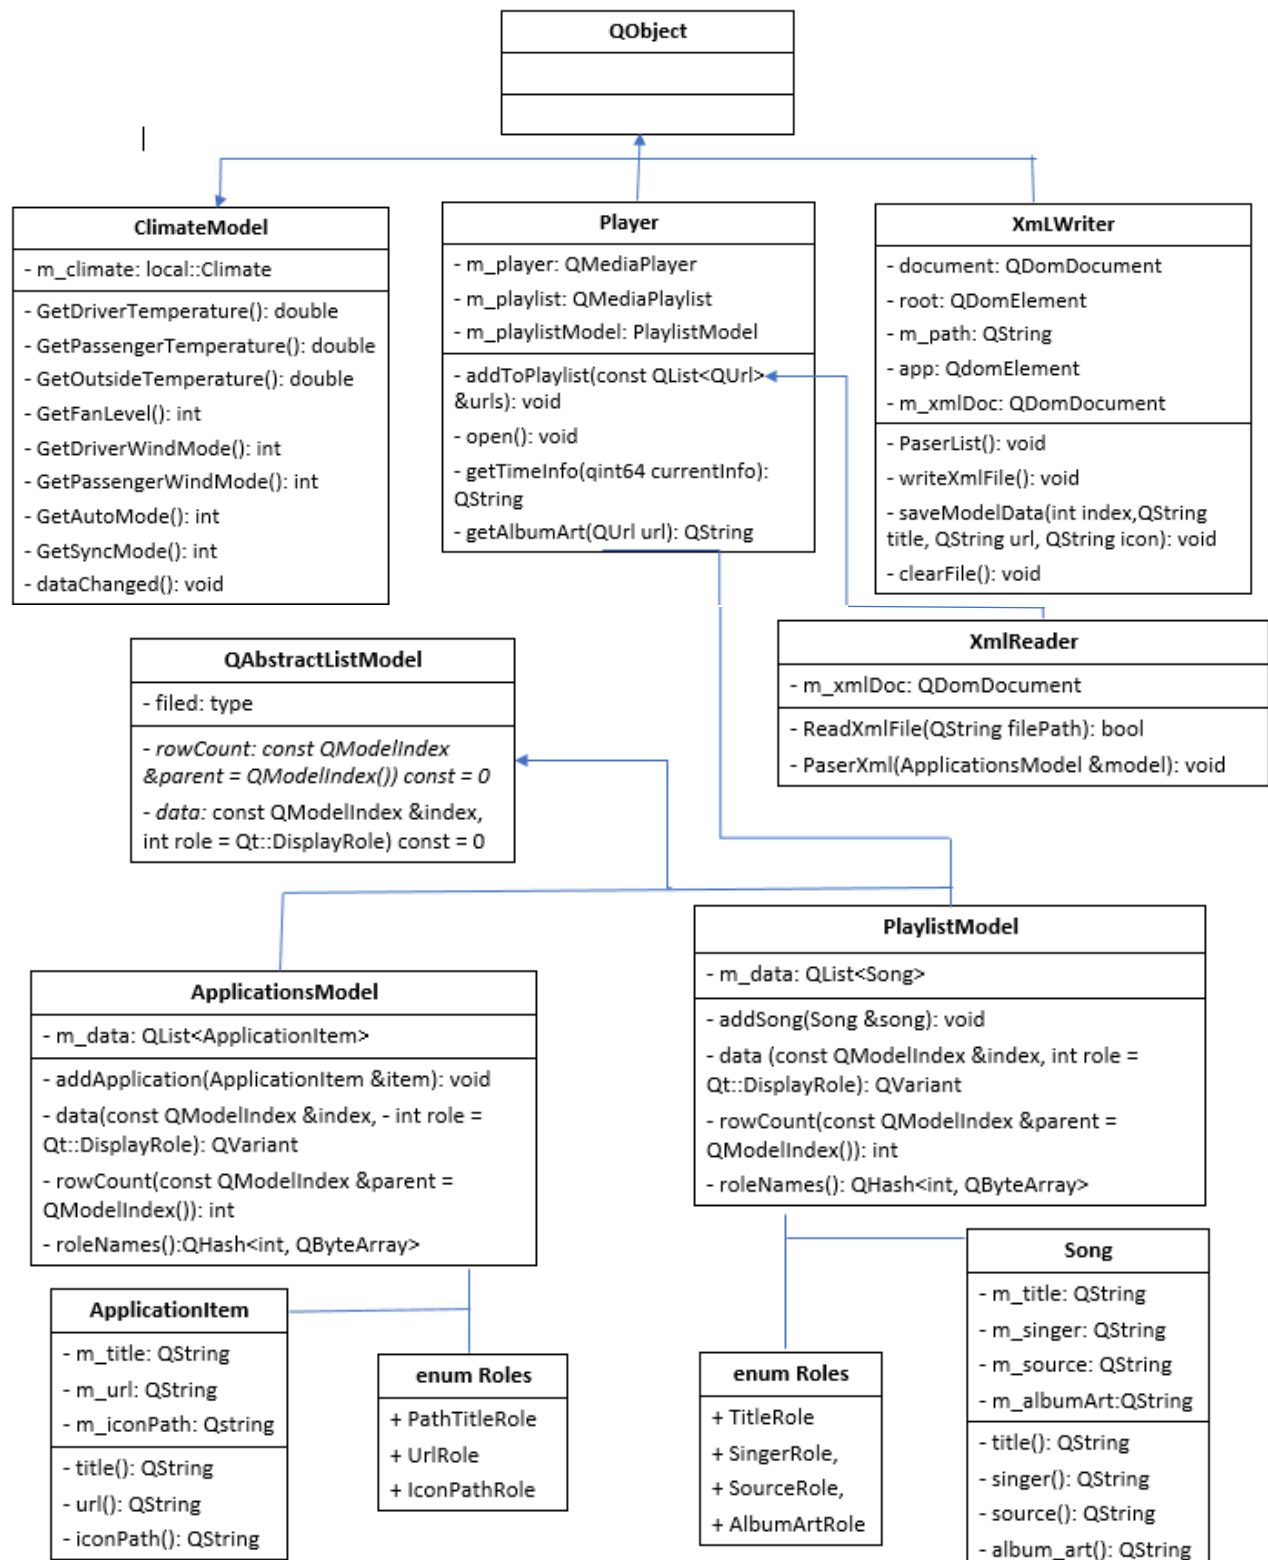 QObject
ClimateModel
- m_climate: local::Climate
- GetDriverTemperature(): double
- GetPassengerTemperature(): double
- GetOutsideTemperature(): double
- GetFanLevel(): int
- GetDriverWindMode(): int
- GetPassengerWindMode(): int
- GetAutoMode(): int
- GetSyncMode(): int
- dataChanged(): void
Player
- m_player: QMediaPlayer
- m_playlist: QMediaPlaylist
- m_playlistModel: PlaylistModel
- addToPlaylist(const QList<QUrl>
&urls): void
- open(): void
- getTimeInfo(qint64 currentInfo):
QString
- getAlbumArt(QUrl url): QString
XmLWriter
- document: QDomDocument
- root: QDomElement
- m_path: QString
- app: QdomElement
- m_xmlDoc: QDomDocument
- PaserList(): void
- writeXmlFile(): void
- saveModelData(int index,QString
title, QString url, QString icon): void
- clearFile(): void
XmlReader
- m_xmlDoc: QDomDocument
- ReadXmlFile(QString filePath): bool
- PaserXml(ApplicationsModel &model): void
QAbstractListModel
- filed: type
- rowCount: const QModelIndex
&parent = QModelIndex()) const = 0
- data: const QModelIndex &index,
int role = Qt::DisplayRole) const = 0
ApplicationsModel
- m_data: QList<ApplicationItem>
- addApplication(ApplicationItem &item): void
- data(const QModelIndex &index, - int role =
Qt::DisplayRole): QVariant
- rowCount(const QModelIndex &parent =
QModelIndex()): int
- roleNames():QHash<int, QByteArray>
PlaylistModel
- m_data: QList<Song>
- addSong(Song &song): void
- data (const QModelIndex &index, int role =
Qt::DisplayRole): QVariant
- rowCount(const QModelIndex &parent =
QModelIndex()): int
- roleNames(): QHash<int, QByteArray>
ApplicationItem
- m_title: QString
- m_url: QString
- m_iconPath: Qstring
- title(): QString
- url(): QString
- iconPath(): QString
enum Roles
+ PathTitleRole
+ UrlRole
+ IconPathRole
enum Roles
+ TitleRole
+ SingerRole,
+ SourceRole,
+ AlbumArtRole
Song
- m_title: QString
- m_singer: QString
- m_source: QString
- m_albumArt:QString
- title(): QString
- singer(): QString
- source(): QString
- album_art(): QString